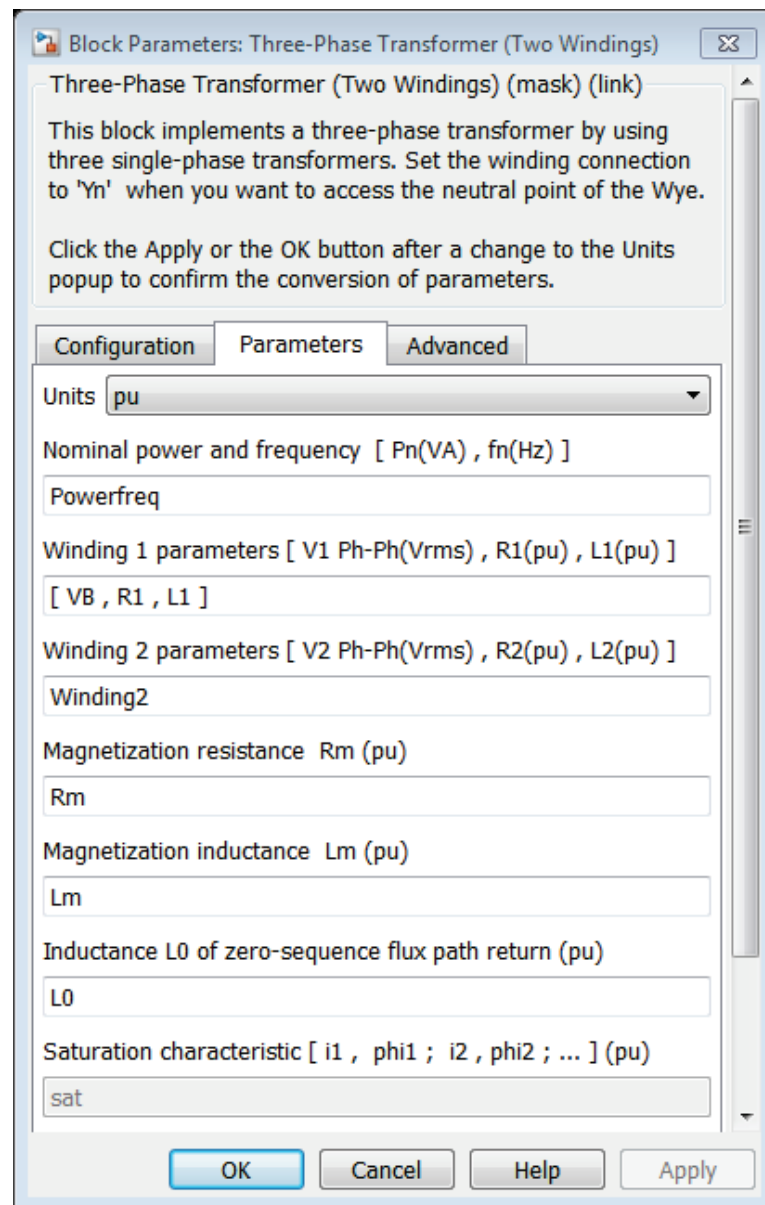 Block Parameters: Three-Phase Transformer (Two Windings)
Three-Phase Transformer (Two Windings) (mask) (link)
This block implements a three-phase transformer by using
three single-phase transformers. Set the winding connection
to 'Yn'  when you want to access the neutral point of the Wye.
Click the Apply or the OK button after a change to the Units
popup to confirm the conversion of parameters.
Configuration Parameters Advanced
Units pu
Nominal power and frequency  [ Pn(VA) , fn(Hz) ]
Powerfreq
Winding 1 parameters [ V1 Ph-Ph(Vrms) , R1(pu) , L1(pu) ]
[ VB , R1 , L1 ]
Winding 2 parameters [ V2 Ph-Ph(Vrms) , R2(pu) , L2(pu) ]
Winding2
Magnetization resistance  Rm (pu)
Rm
Magnetization inductance  Lm (pu)
Lm
Inductance L0 of zero-sequence flux path return (pu)
L0
Saturation characteristic [ i1 ,  phi1 ;  i2 , phi2 ; ... ] (pu)
sat
OK Cancel Help Apply